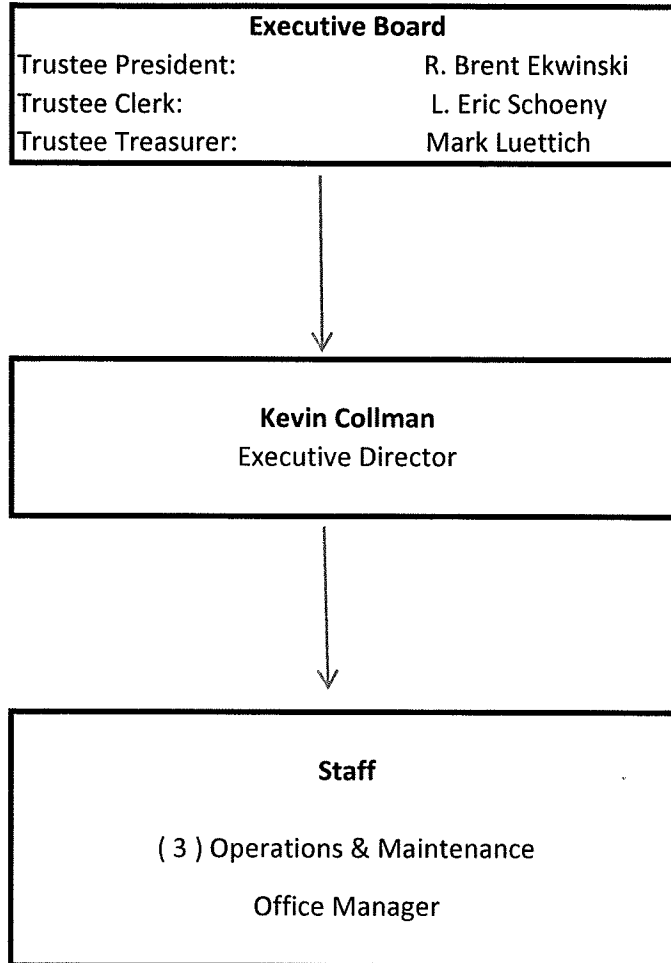 Executive Board
Trustee President: R. Brent Ekwinski
Trustee Clerk: L. Eric Schoeny
Trustee Treasurer: Mark Luettich
Kevin Collman
Executive Director
Staff
( 3 ) Operations & Maintenance
Office Manager